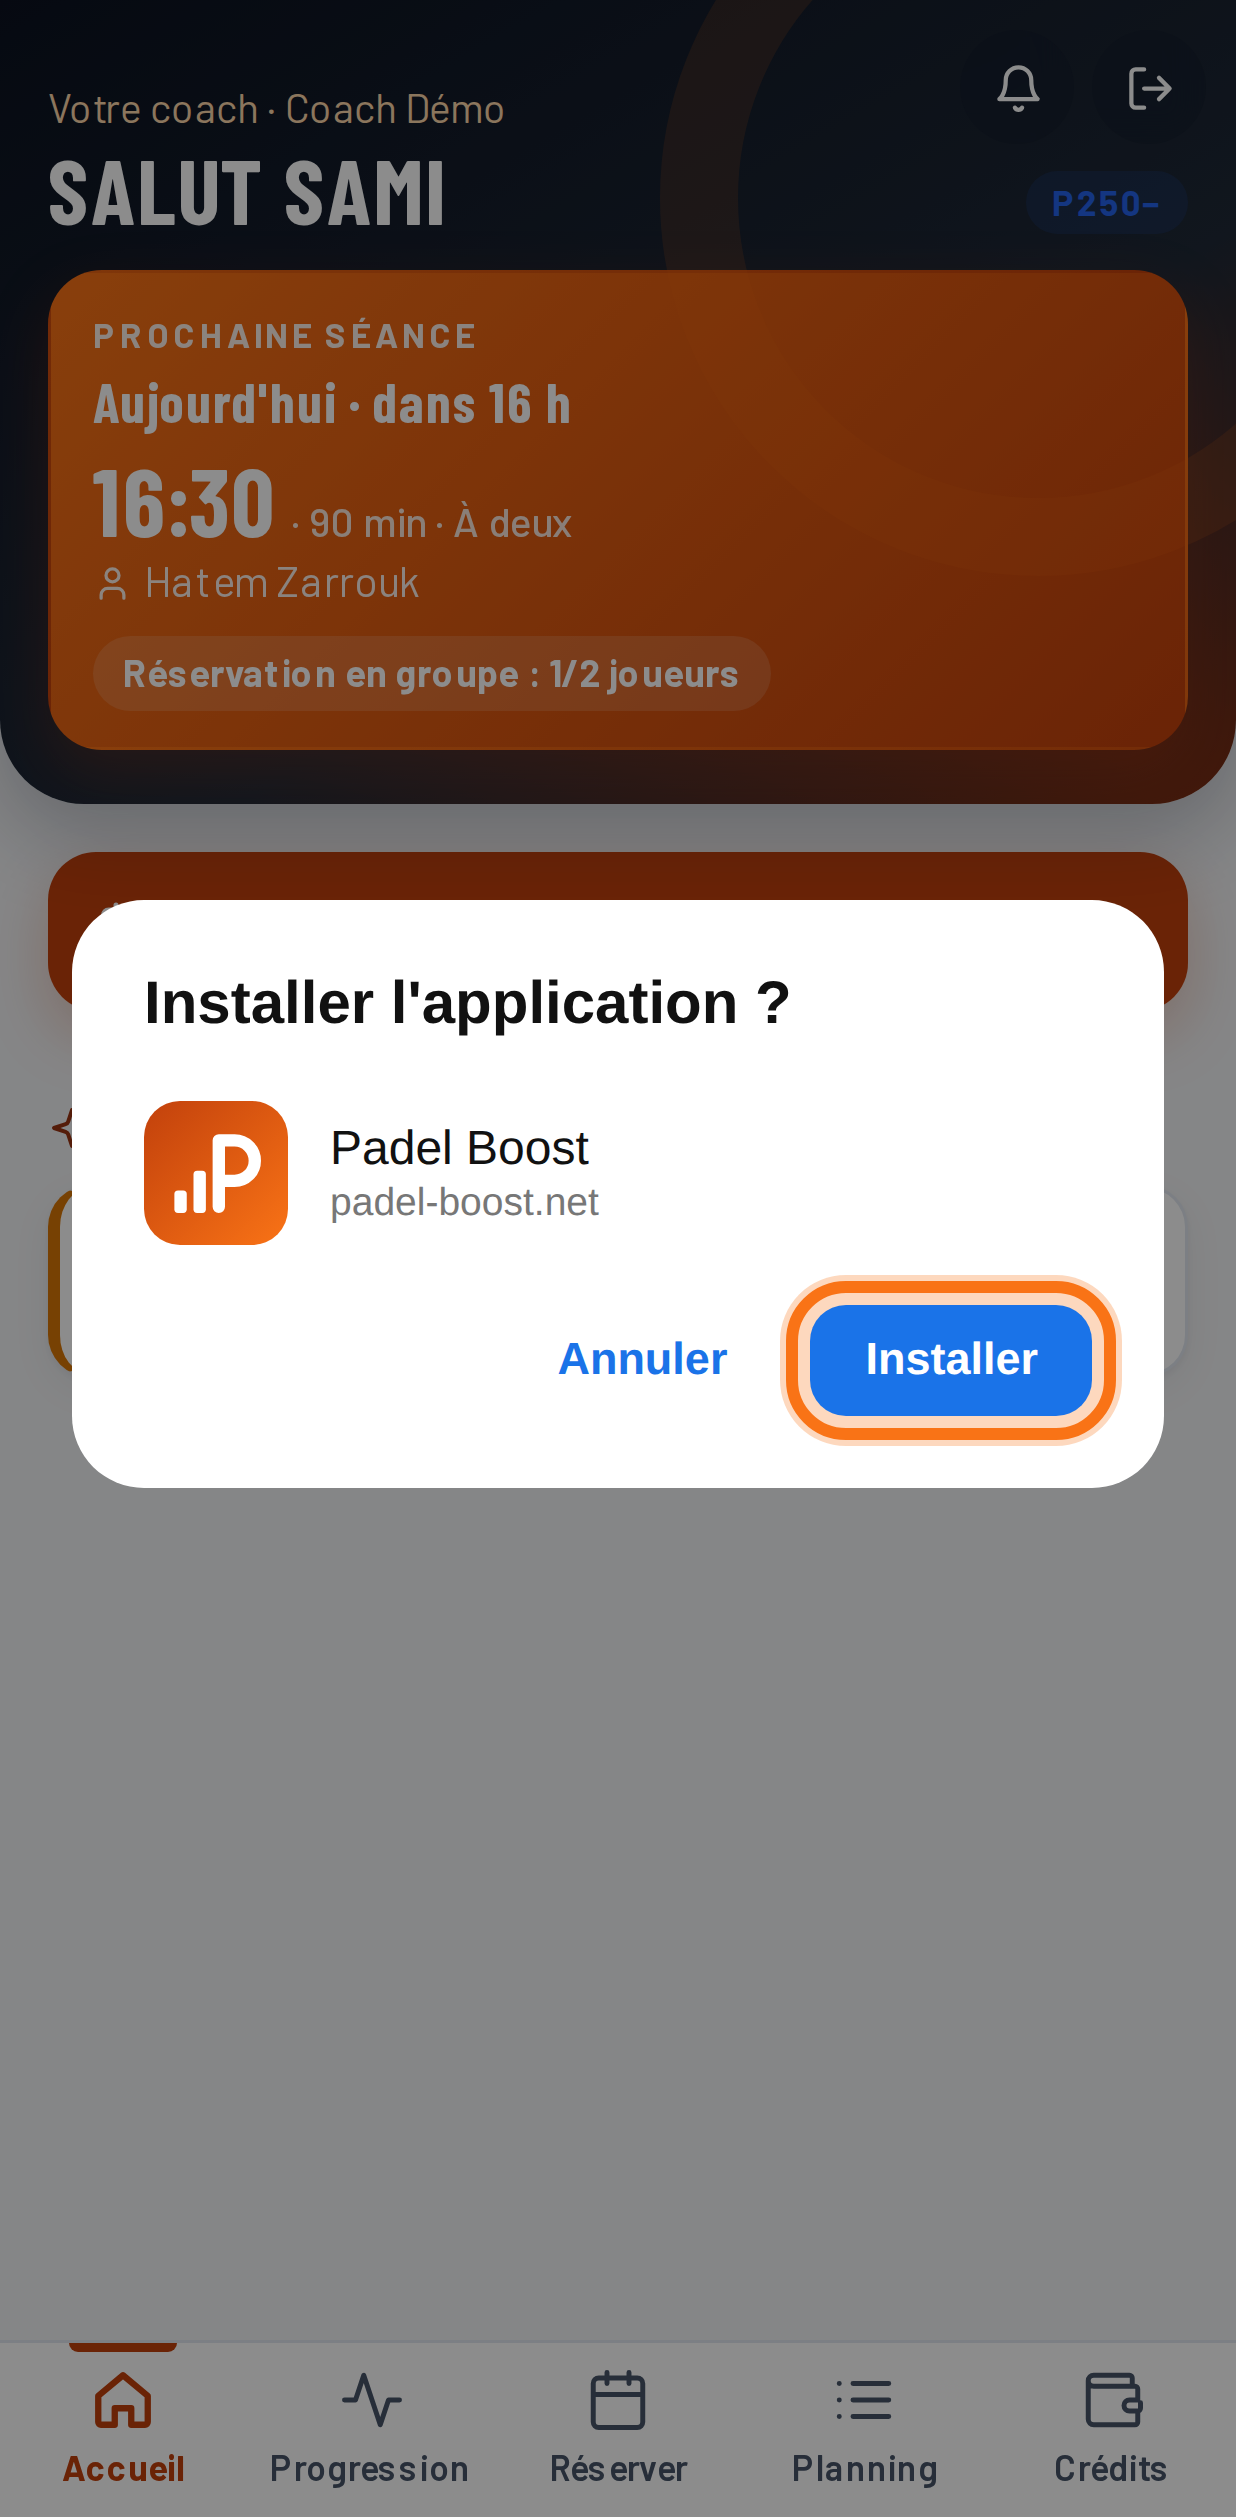 Votre coach · Coach Démo
SALUT SAMI
P250–
PROCHAINE SÉANCE
Aujourd'hui · dans 16 h
16:30 · 90 min · À deux
Hatem Zarrouk
Réservation en groupe : 1/2 joueurs
Installer l'application ?
Padel Boost
padel-boost.net
Annuler
Installer
Accueil
Progression
Réserver
Planning
Crédits